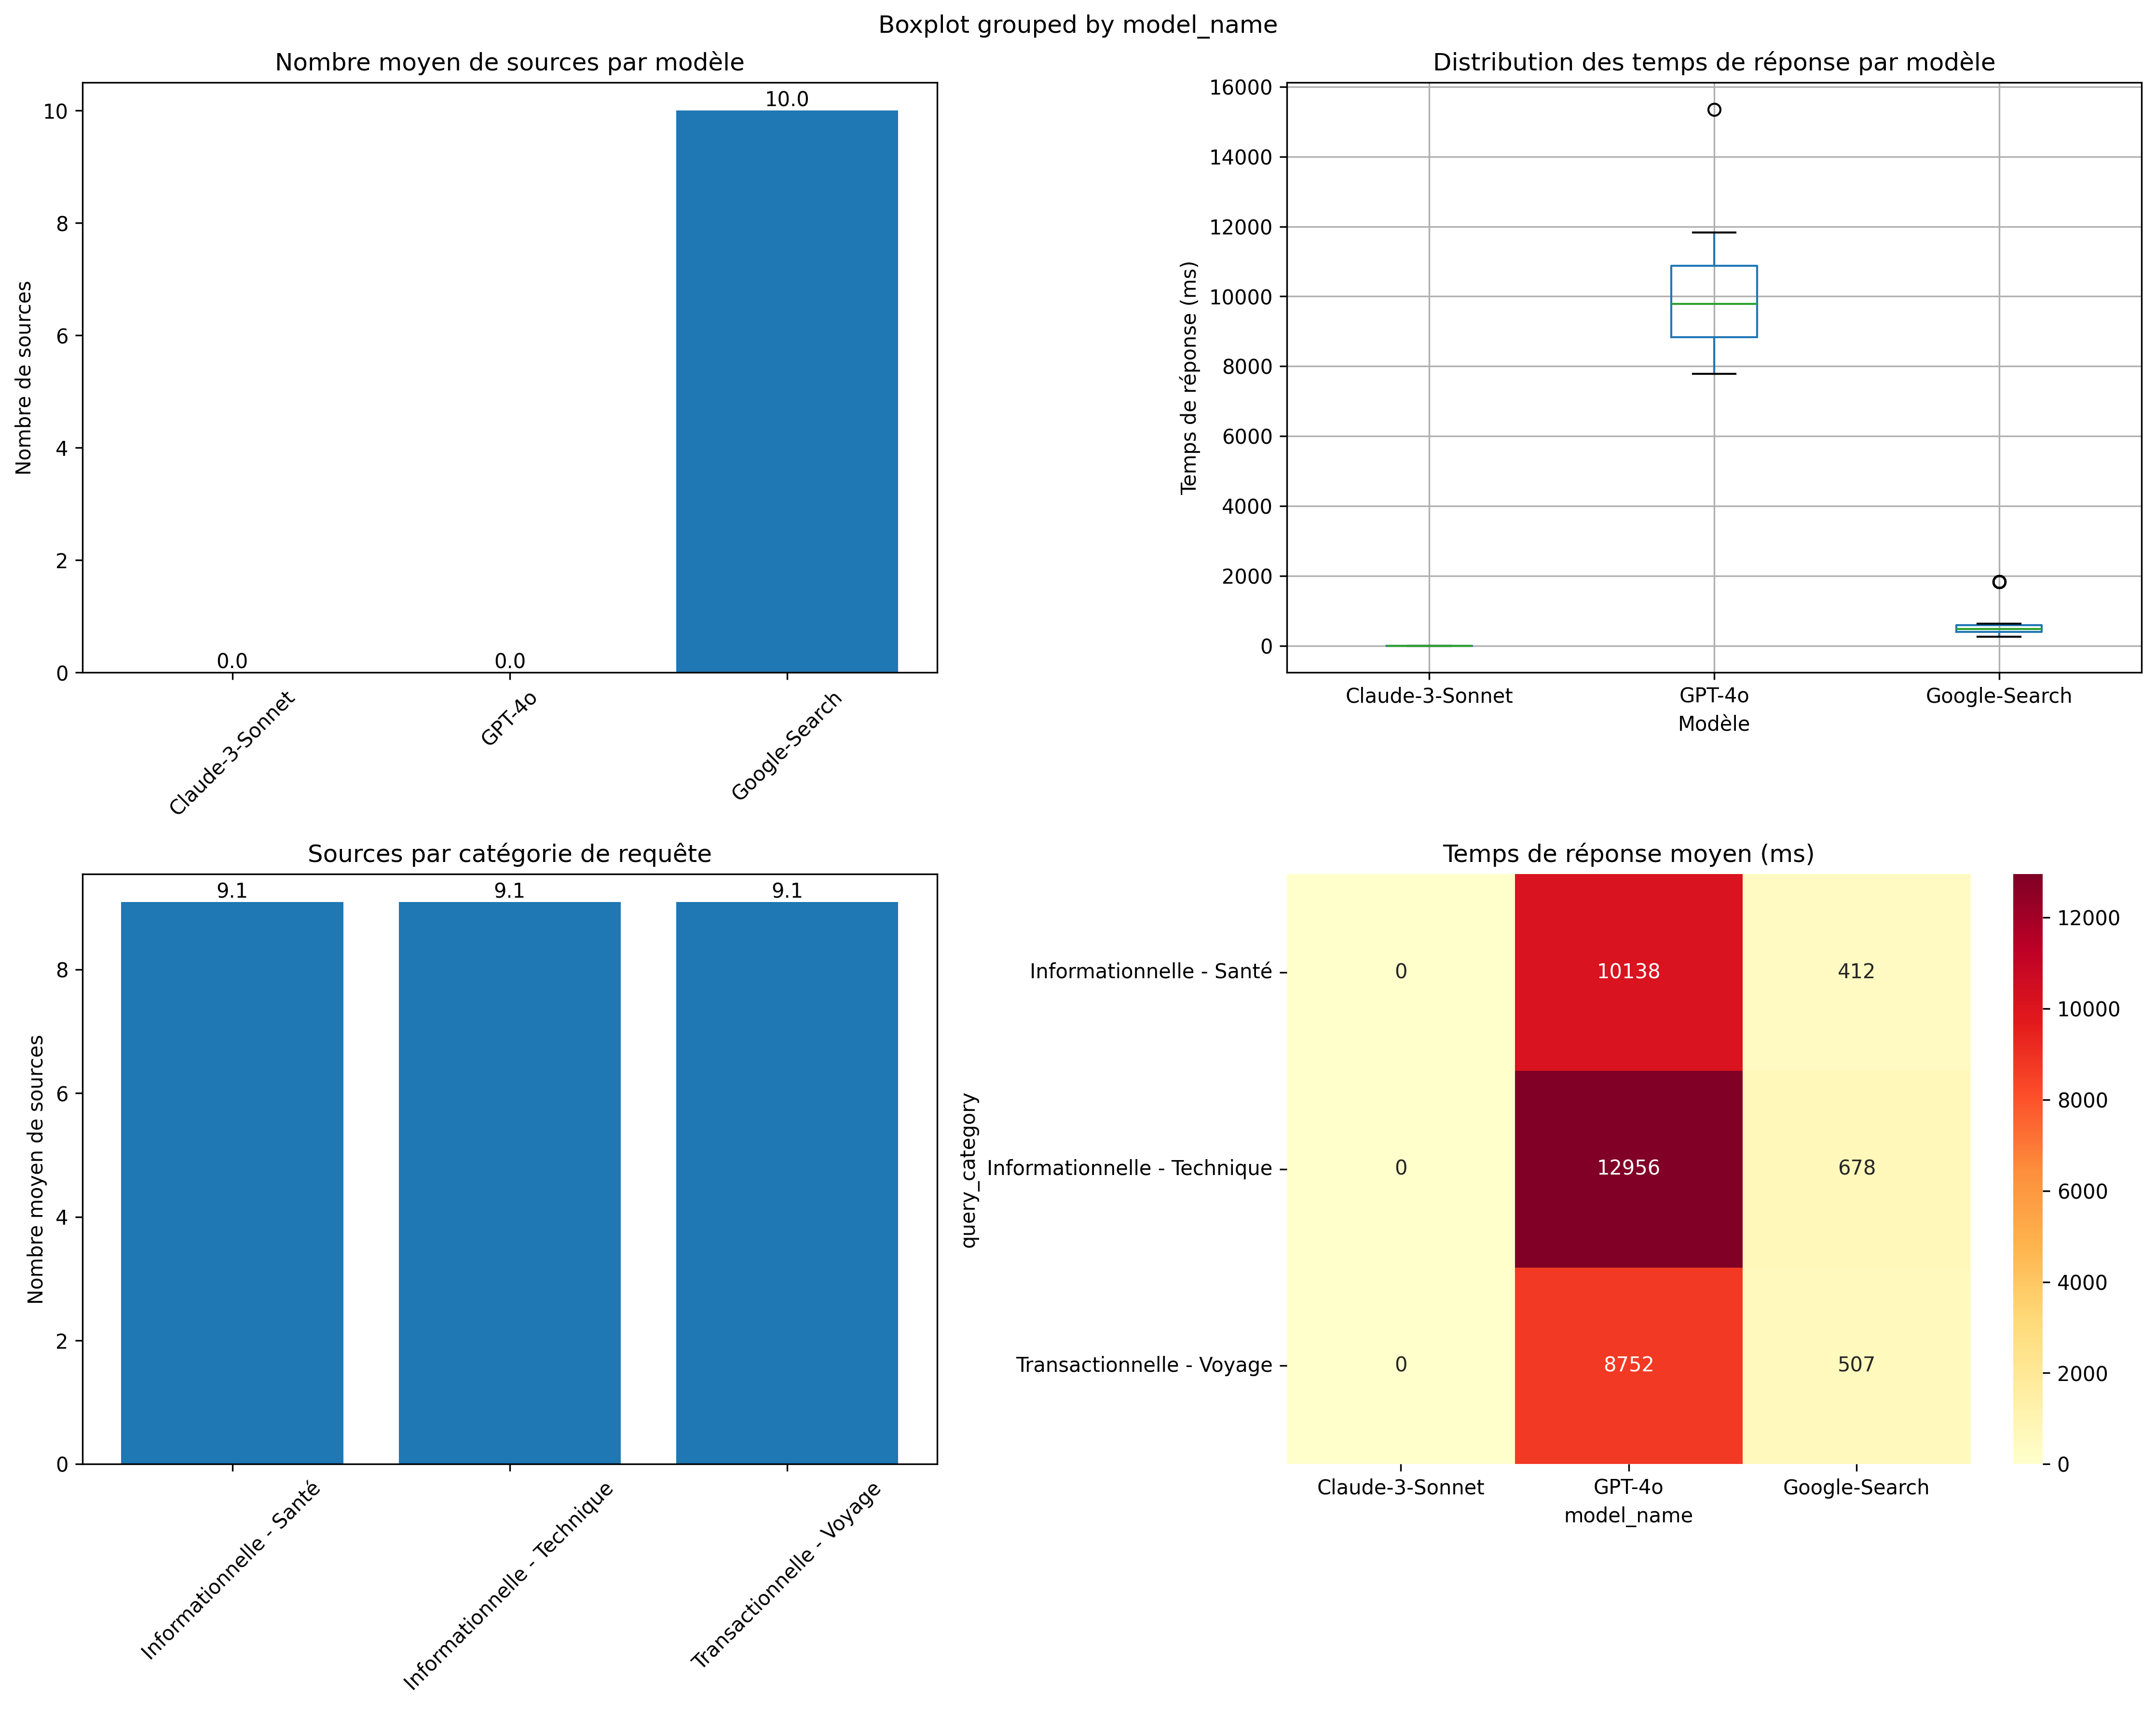 Boxplot grouped by model_name
Nombre moyen de sources par modèle
Nombre de sources
10
8
6
4
2
0
0.0
0.0
10.0
Claude-3-Sonnet
GPT-4o
Google-Search
Distribution des temps de réponse par modèle
Temps de réponse (ms)
16000
14000
12000
10000
8000
6000
4000
2000
0
Claude-3-Sonnet
GPT-4o
Google-Search
Modèle
Sources par catégorie de requête
Nombre moyen de sources
8
6
4
2
0
9.1
9.1
9.1
Informationnelle - Santé
Informationnelle - Technique
Transactionnelle - Voyage
Temps de réponse moyen (ms)
query_category
Informationnelle - Santé
0
10138
412
Informationnelle - Technique
0
12956
678
Transactionnelle - Voyage
0
8752
507
Claude-3-Sonnet
GPT-4o
Google-Search
model_name
12000
10000
8000
6000
4000
2000
0